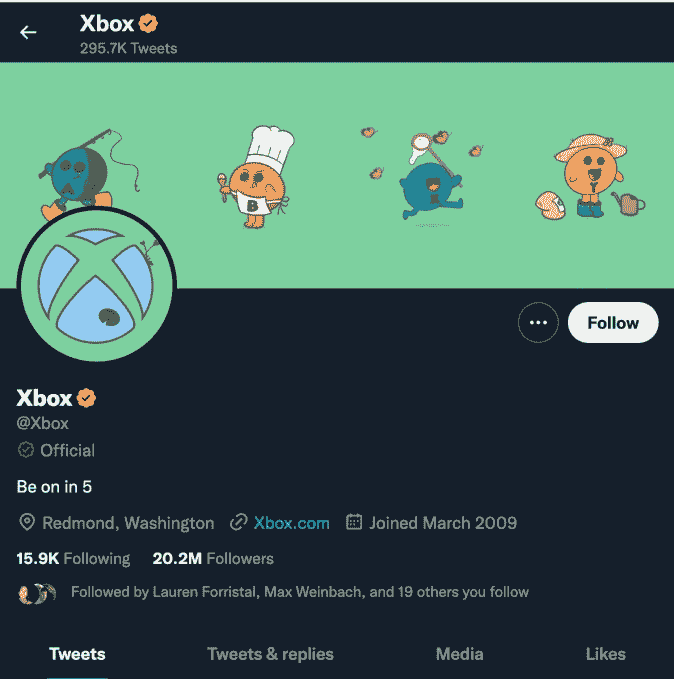 Xbox
295.7K Tweets
B
Follow
Xbox
@Xbox
Official
Be on in 5
Redmond, Washington Xbox.com Joined March 2009
15.9K Following 20.2M Followers
Followed by Lauren Forristal, Max Weinbach, and 19 others you follow
Tweets Tweets & replies Media Likes